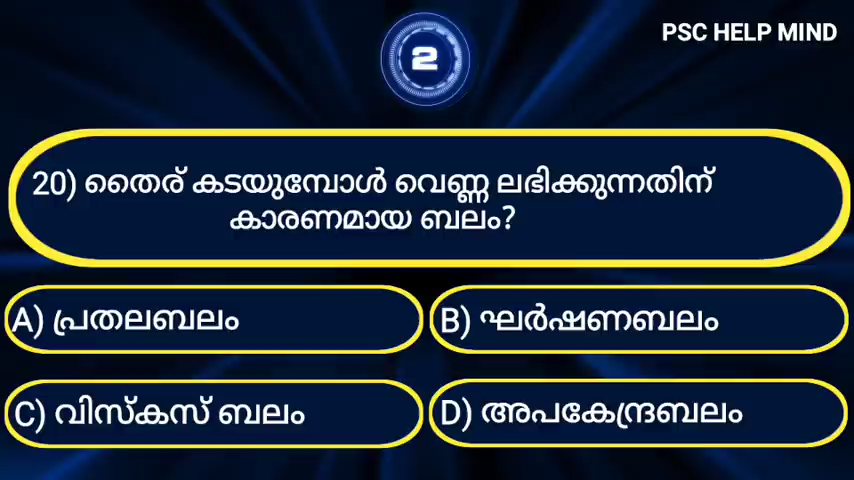 2
PSC HELP MIND
20) തൈര് കടയുമ്പോൾ വെണ്ണ ലഭിക്കുന്നതിന്
കാരണമായ ബലം?
A) പ്രതലബലം
B) ഘർഷണബലം
C) വിസ്കസ് ബലം
D) അപകേന്ദ്രബലം